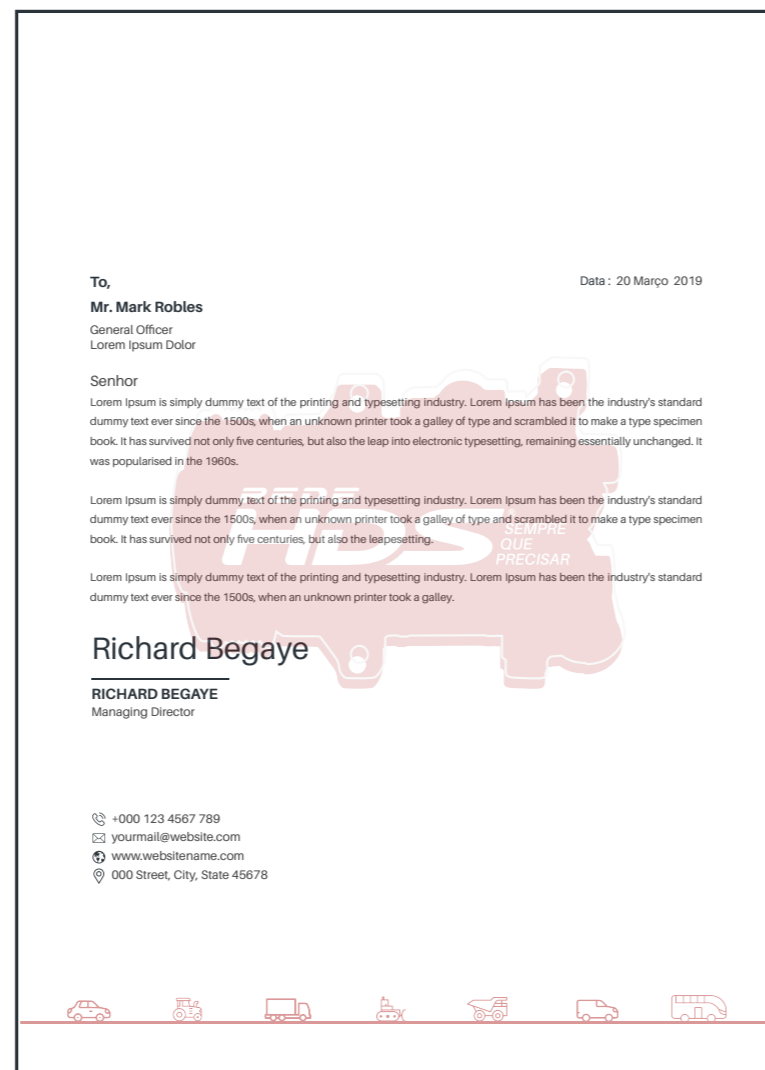 To,
Data : 20 Março 2019
Mr. Mark Robles
General Officer
Lorem Ipsum Dolor
Senhor
Lorem Ipsum is simply dummy text of the printing and typesetting industry. Lorem Ipsum has been the industry's standard
dummy text ever since the 1500s, when an unknown printer took a galley of type and scrambled it to make a type specimen
book. It has survived not only five centuries, but also the leap into electronic typesetting, remaining essentially unchanged. It
was popularised in the 1960s.
Lorem Ipsum is simply dummy text of the printing and typesetting industry. Lorem Ipsum has been the industry's standard
dummy text ever since the 1500s, when an unknown printer took a galley of type and scrambled it to make a type specimen
book. It has survived not only five centuries, but also the leapesetting.
Lorem Ipsum is simply dummy text of the printing and typesetting industry. Lorem Ipsum has been the industry's standard
dummy text ever since the 1500s, when an unknown printer took a galley.
REDE
HDS
®
SEMPRE
QUE
PRECISAR
Richard Begaye
RICHARD BEGAYE
Managing Director
+000 123 4567 789
yourmail@website.com
www.websitename.com
000 Street, City, State 45678